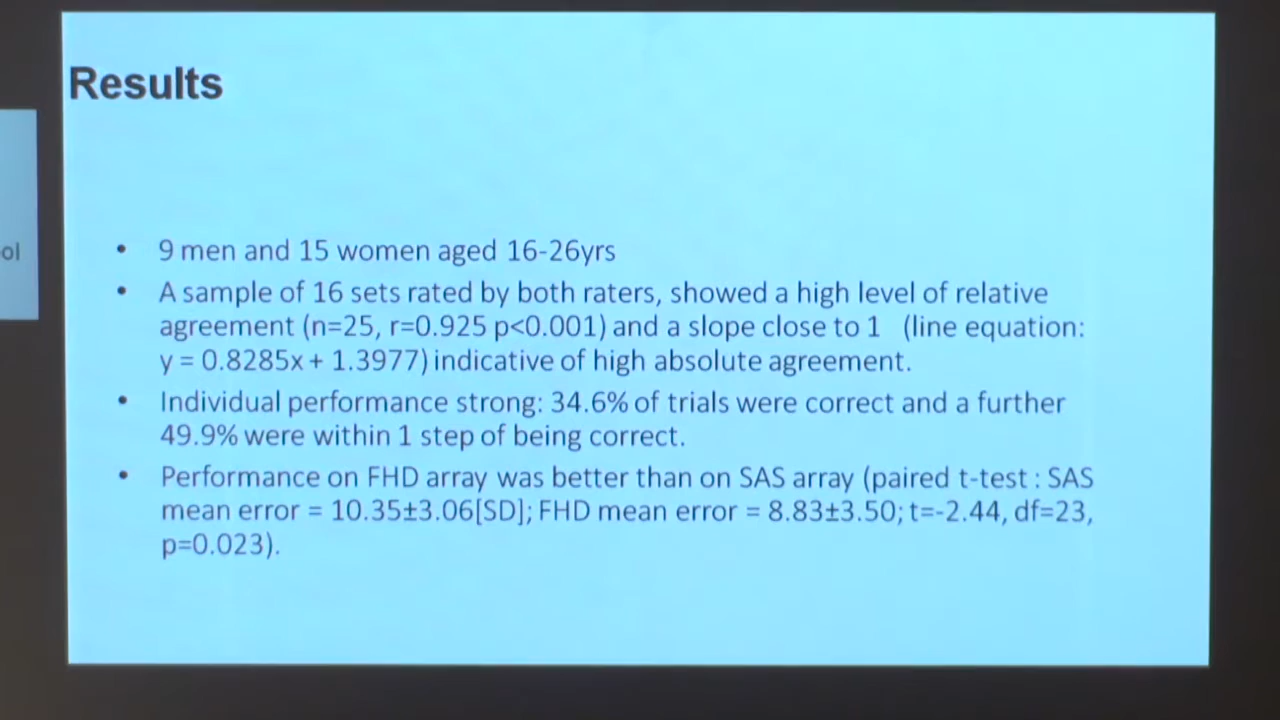 Results
ol
• 9 men and 15 women aged 16-26yrs
• A sample of 16 sets rated by both raters, showed a high level of relative
agreement (n=25, r=0.925 p<0.001) and a slope close to 1 (line equation:
y = 0.8285x + 1.3977) indicative of high absolute agreement.
• Individual performance strong: 34.6% of trials were correct and a further
49.9% were within 1 step of being correct.
• Performance on FHD array was better than on SAS array (paired t-test : SAS
mean error = 10.35±3.06[SD]; FHD mean error = 8.83±3.50; t=-2.44, df=23,
p=0.023).